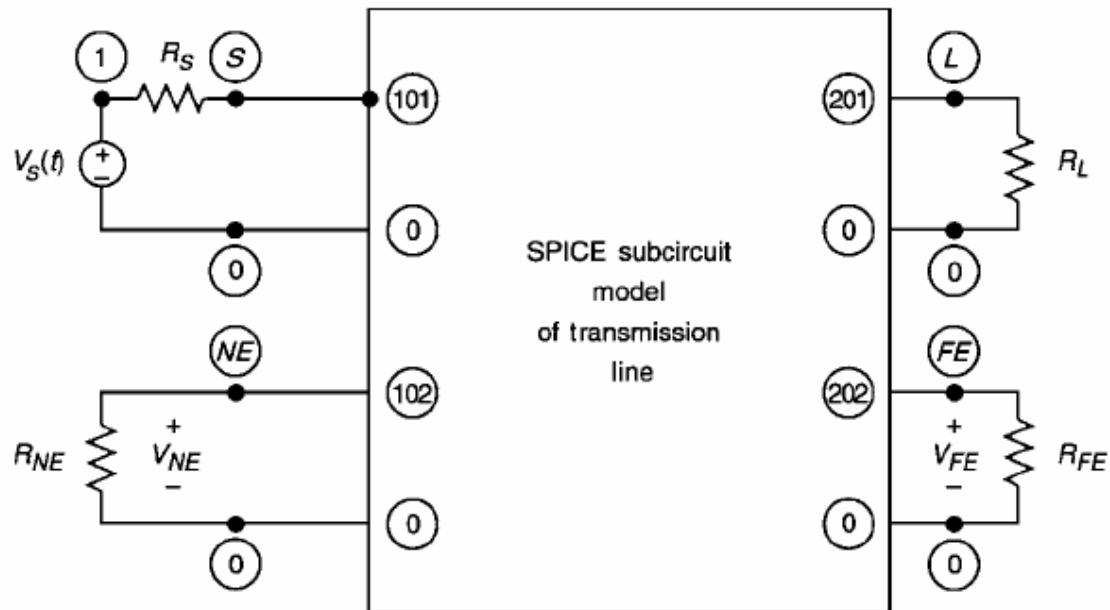 1
R_S
S
V_S(t)
+
−
101
0
0
NE
R_NE
+
V_NE
−
102
0
0
SPICE subcircuit
model
of transmission
line
201
L
R_L
0
0
202
FE
+
V_FE
−
R_FE
0
0